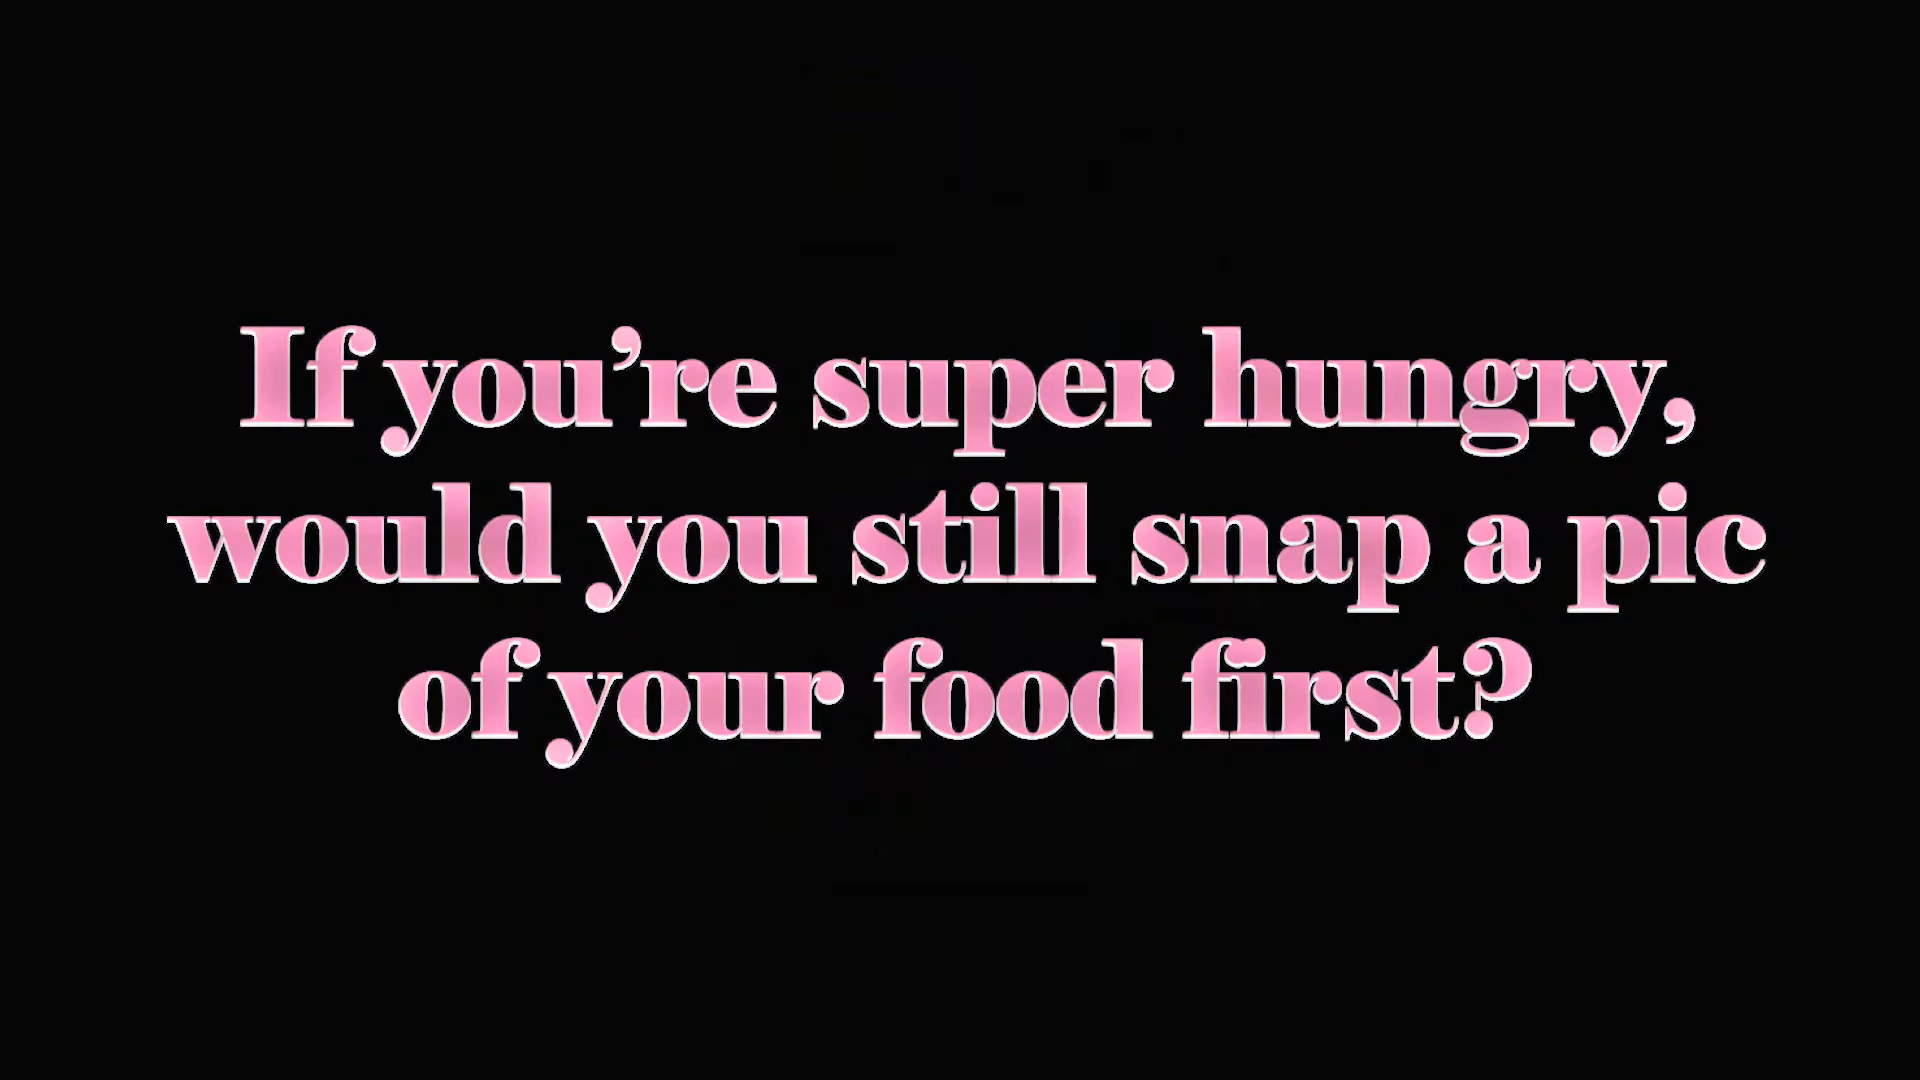 If you’re super hungry,
would you still snap a pic
of your food first?